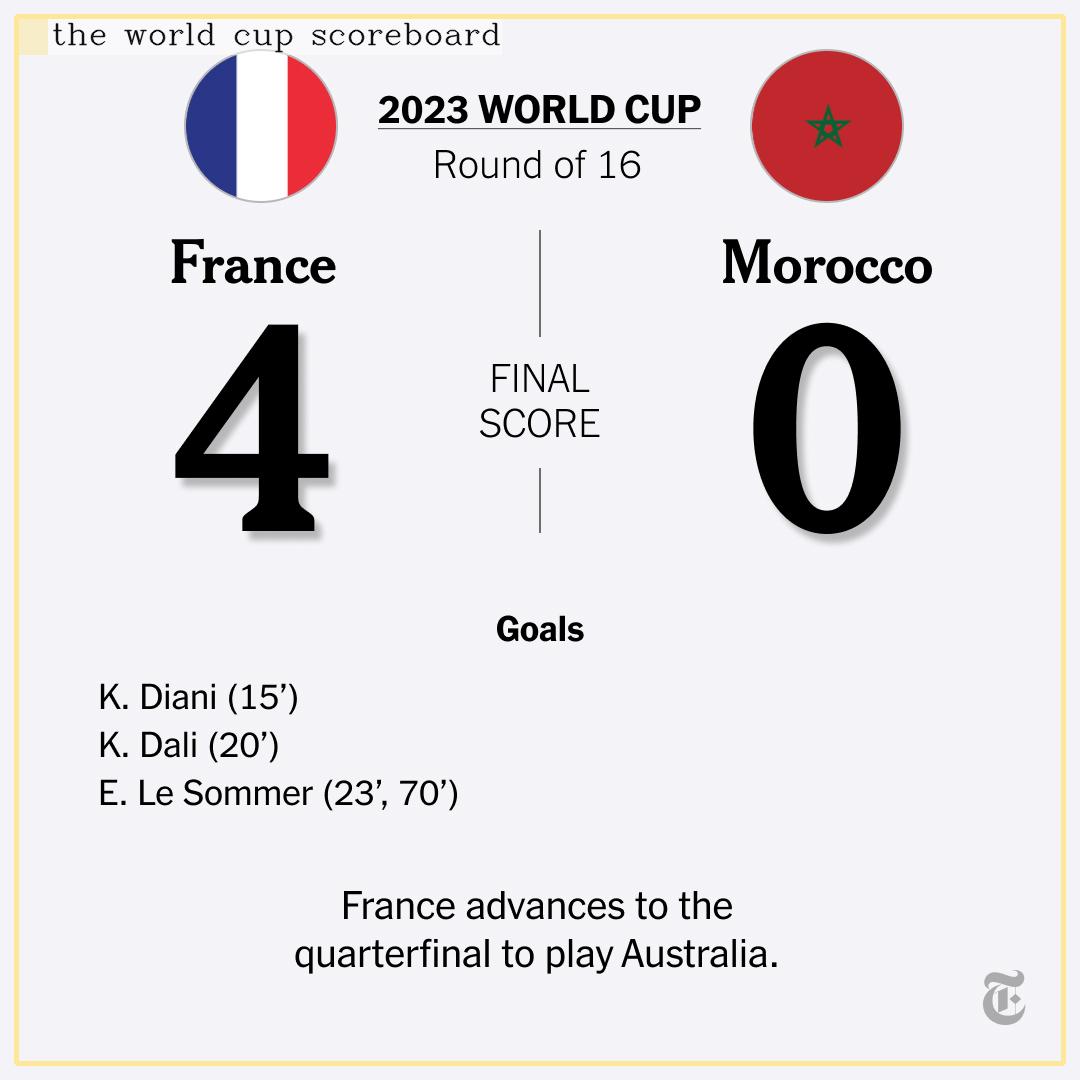 the world cup scoreboard
2023 WORLD CUP
Round of 16
France
Morocco
4
0
FINAL
SCORE
Goals
K. Diani (15’)
K. Dali (20’)
E. Le Sommer (23’, 70’)
France advances to the
quarterfinal to play Australia.
T